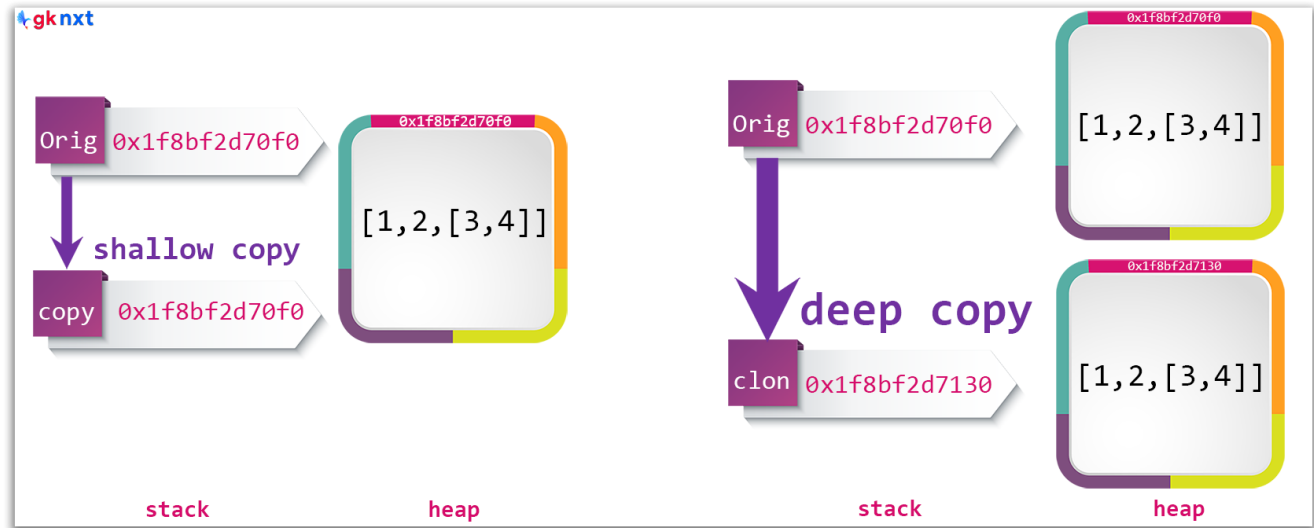 gknxt
0x1f8bf2d70f0
Orig 0x1f8bf2d70f0
[1,2,[3,4]]
shallow copy
copy 0x1f8bf2d70f0
stack
heap
0x1f8bf2d70f0
Orig 0x1f8bf2d70f0
[1,2,[3,4]]
deep copy
0x1f8bf2d7130
clon 0x1f8bf2d7130
[1,2,[3,4]]
stack
heap